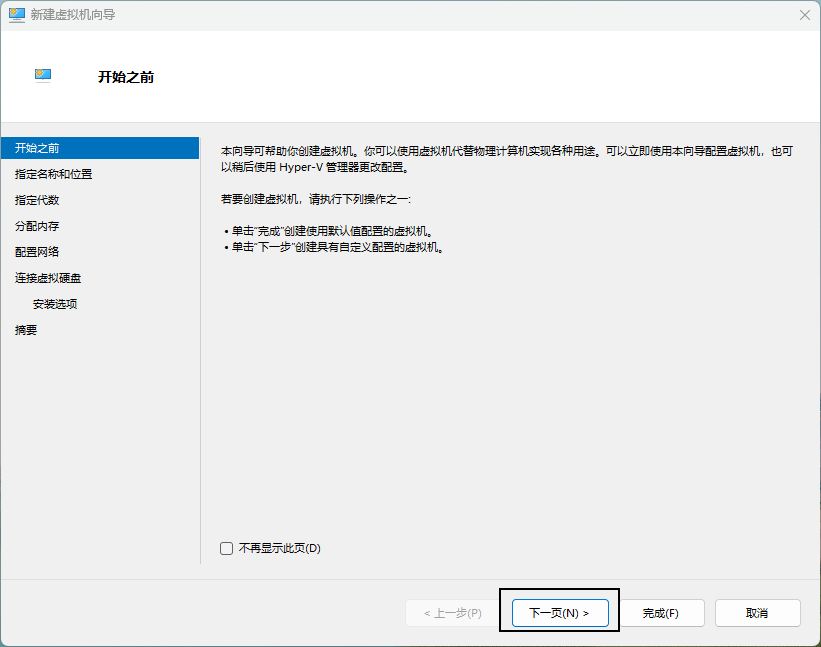 新建虚拟机向导
开始之前
开始之前
指定名称和位置
指定代数
分配内存
配置网络
连接虚拟硬盘
安装选项
摘要
本向导可帮助你创建虚拟机。你可以使用虚拟机代替物理计算机实现各种用途。可以立即使用本向导配置虚拟机，也可
以稍后使用 Hyper-V 管理器更改配置。
若要创建虚拟机，请执行下列操作之一:
• 单击"完成"创建使用默认值配置的虚拟机。
• 单击"下一步"创建具有自定义配置的虚拟机。
不再显示此页(D)
< 上一步(P)
下一页(N) >
完成(F)
取消